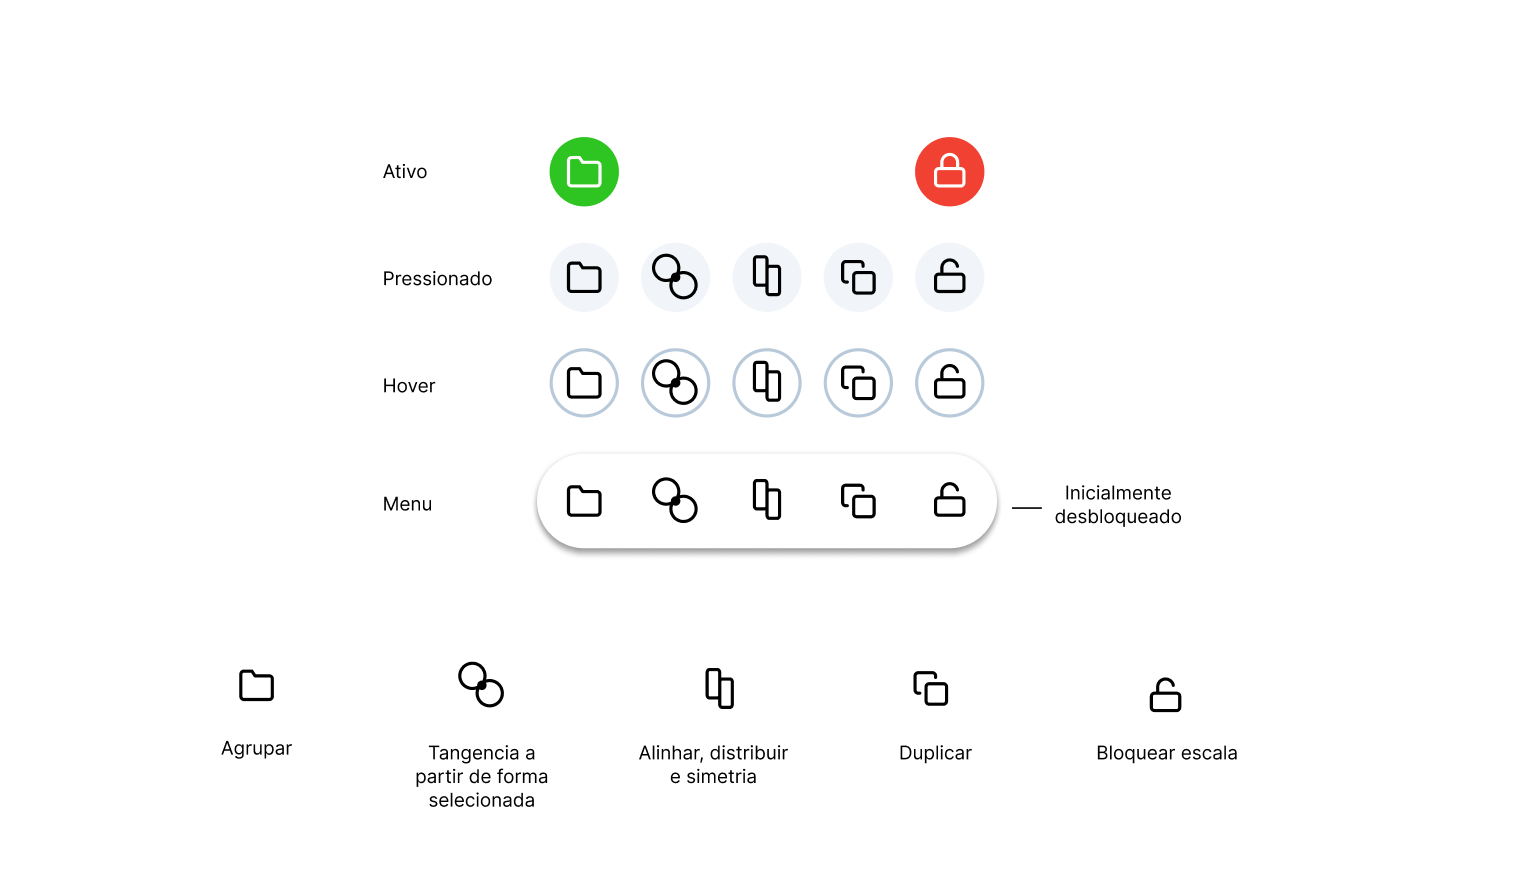 Ativo
Pressionado
Hover
Menu
Inicialmente
desbloqueado
Agrupar
Tangencia a
partir de forma
selecionada
Alinhar, distribuir
e simetria
Duplicar
Bloquear escala